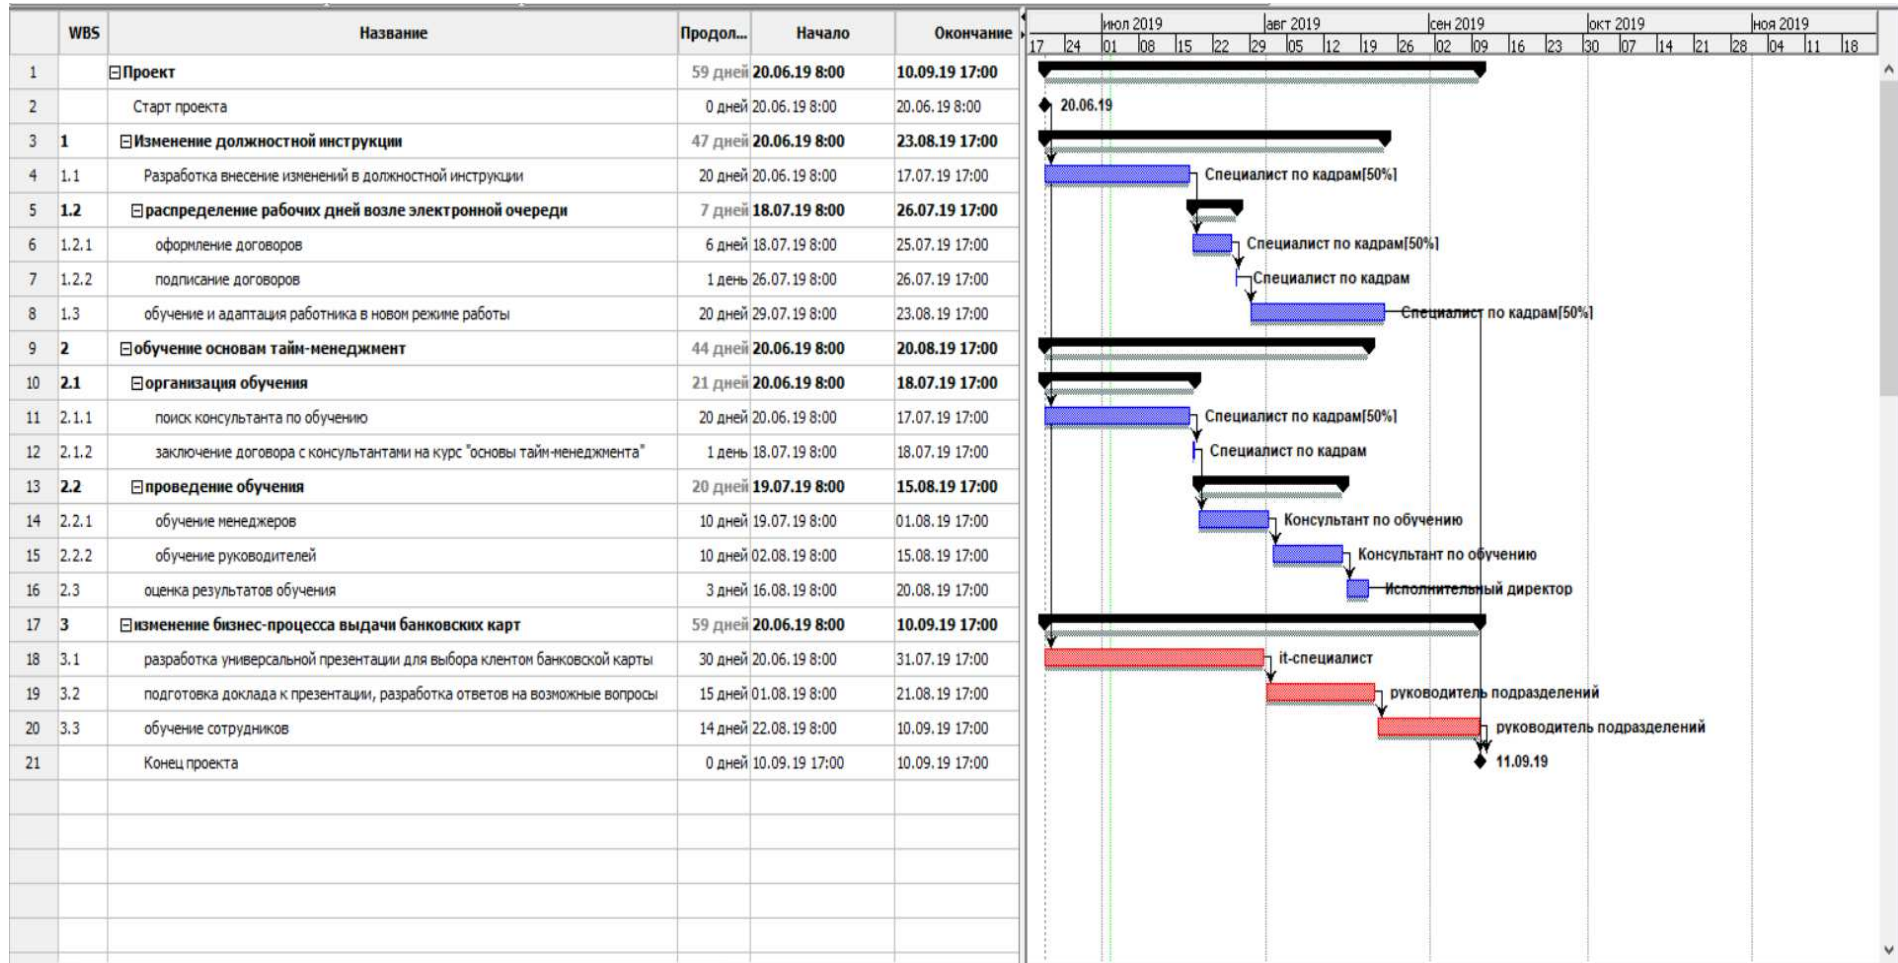 WBS Название Продол... Начало Окончание
июл 2019 авг 2019 сен 2019 окт 2019 ноя 2019
17 24 01 08 15 22 29 05 12 19 26 02 09 16 23 30 07 14 21 28 04 11 18
1 Проект 59 дней 20.06.19 8:00 10.09.19 17:00
2 Старт проекта 0 дней 20.06.19 8:00 20.06.19 8:00 20.06.19
3 1 Изменение должностной инструкции 47 дней 20.06.19 8:00 23.08.19 17:00
4 1.1 Разработка внесение изменений в должностной инструкции 20 дней 20.06.19 8:00 17.07.19 17:00 Специалист по кадрам[50%]
5 1.2 распределение рабочих дней возле электронной очереди 7 дней 18.07.19 8:00 26.07.19 17:00
6 1.2.1 оформление договоров 6 дней 18.07.19 8:00 25.07.19 17:00 Специалист по кадрам[50%]
7 1.2.2 подписание договоров 1 день 26.07.19 8:00 26.07.19 17:00 Специалист по кадрам
8 1.3 обучение и адаптация работника в новом режиме работы 20 дней 29.07.19 8:00 23.08.19 17:00 Специалист по кадрам[50%]
9 2 обучение основам тайм-менеджмент 44 дней 20.06.19 8:00 20.08.19 17:00
10 2.1 организация обучения 21 дней 20.06.19 8:00 18.07.19 17:00
11 2.1.1 поиск консультанта по обучению 20 дней 20.06.19 8:00 17.07.19 17:00 Специалист по кадрам[50%]
12 2.1.2 заключение договора с консультантами на курс "основы тайм-менеджмента" 1 день 18.07.19 8:00 18.07.19 17:00 Специалист по кадрам
13 2.2 проведение обучения 20 дней 19.07.19 8:00 15.08.19 17:00
14 2.2.1 обучение менеджеров 10 дней 19.07.19 8:00 01.08.19 17:00 Консультант по обучению
15 2.2.2 обучение руководителей 10 дней 02.08.19 8:00 15.08.19 17:00 Консультант по обучению
16 2.3 оценка результатов обучения 3 дней 16.08.19 8:00 20.08.19 17:00 Исполнительный директор
17 3 изменение бизнес-процесса выдачи банковских карт 59 дней 20.06.19 8:00 10.09.19 17:00
18 3.1 разработка универсальной презентации для выбора клентом банковской карты 30 дней 20.06.19 8:00 31.07.19 17:00 it-специалист
19 3.2 подготовка доклада к презентации, разработка ответов на возможные вопросы 15 дней 01.08.19 8:00 21.08.19 17:00 руководитель подразделений
20 3.3 обучение сотрудников 14 дней 22.08.19 8:00 10.09.19 17:00 руководитель подразделений
21 Конец проекта 0 дней 10.09.19 17:00 10.09.19 17:00 11.09.19